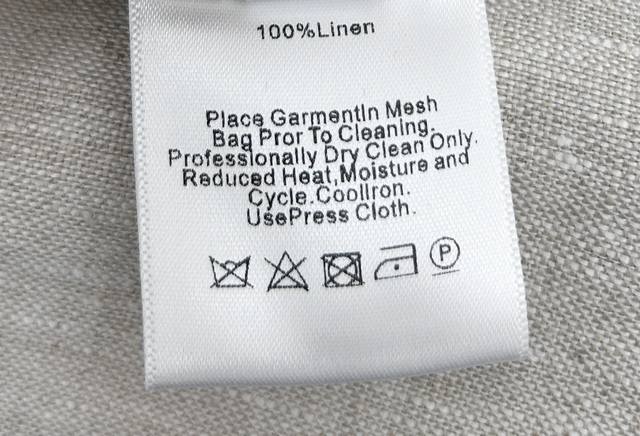 100%Linen
Place GarmentIn Mesh
Bag Pror To Cleaning.
Professionally Dry Clean Only.
Reduced Heat,Moisture and
Cycle.CoolIron.
UsePress Cloth.
P